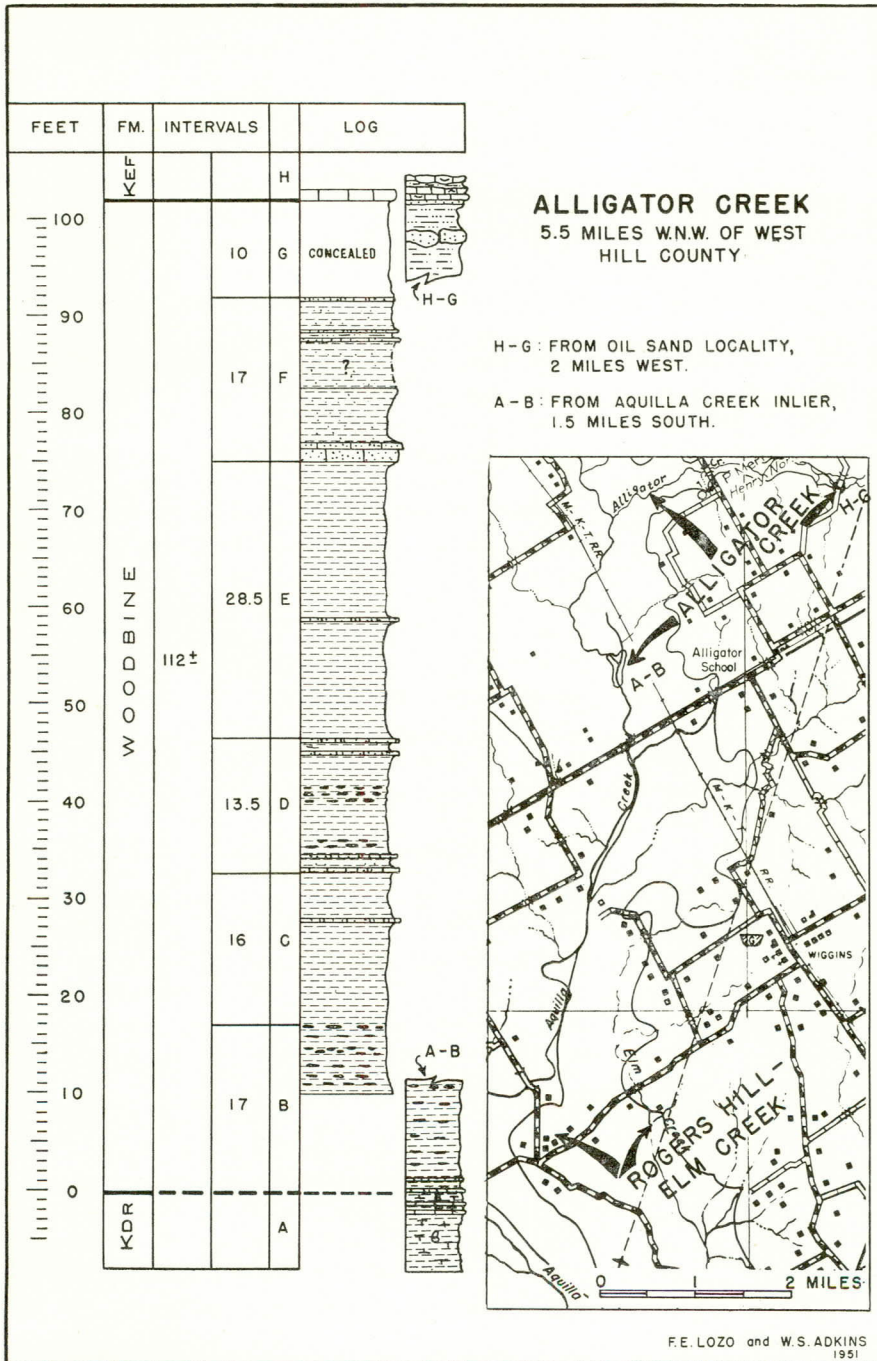 FEET FM. INTERVALS LOG
KEF
H
100
10 G CONCEALED
H-G
90
17 F ?
80
70
28.5 E
60
WOODBINE
112±
50
13.5 D
40
30
16 C
20
A-B
10
17 B
0
KDR
A
G
ALLIGATOR CREEK
5.5 MILES W.N.W. OF WEST
HILL COUNTY
H-G: FROM OIL SAND LOCALITY,
2 MILES WEST.
A-B: FROM AQUILLA CREEK INLIER,
1.5 MILES SOUTH.
Alligator
Henry
M-K-T.R.R.
H-G
ALLIGATOR
CREEK
A-B
Alligator
School
Creek
M-K
R.R.
WIGGINS
Aquilla
Elm
Creek
ROGERS HILL-
ELM CREEK
Aquilla
0 1 2 MILES
F.E. LOZO and W.S. ADKINS
1951